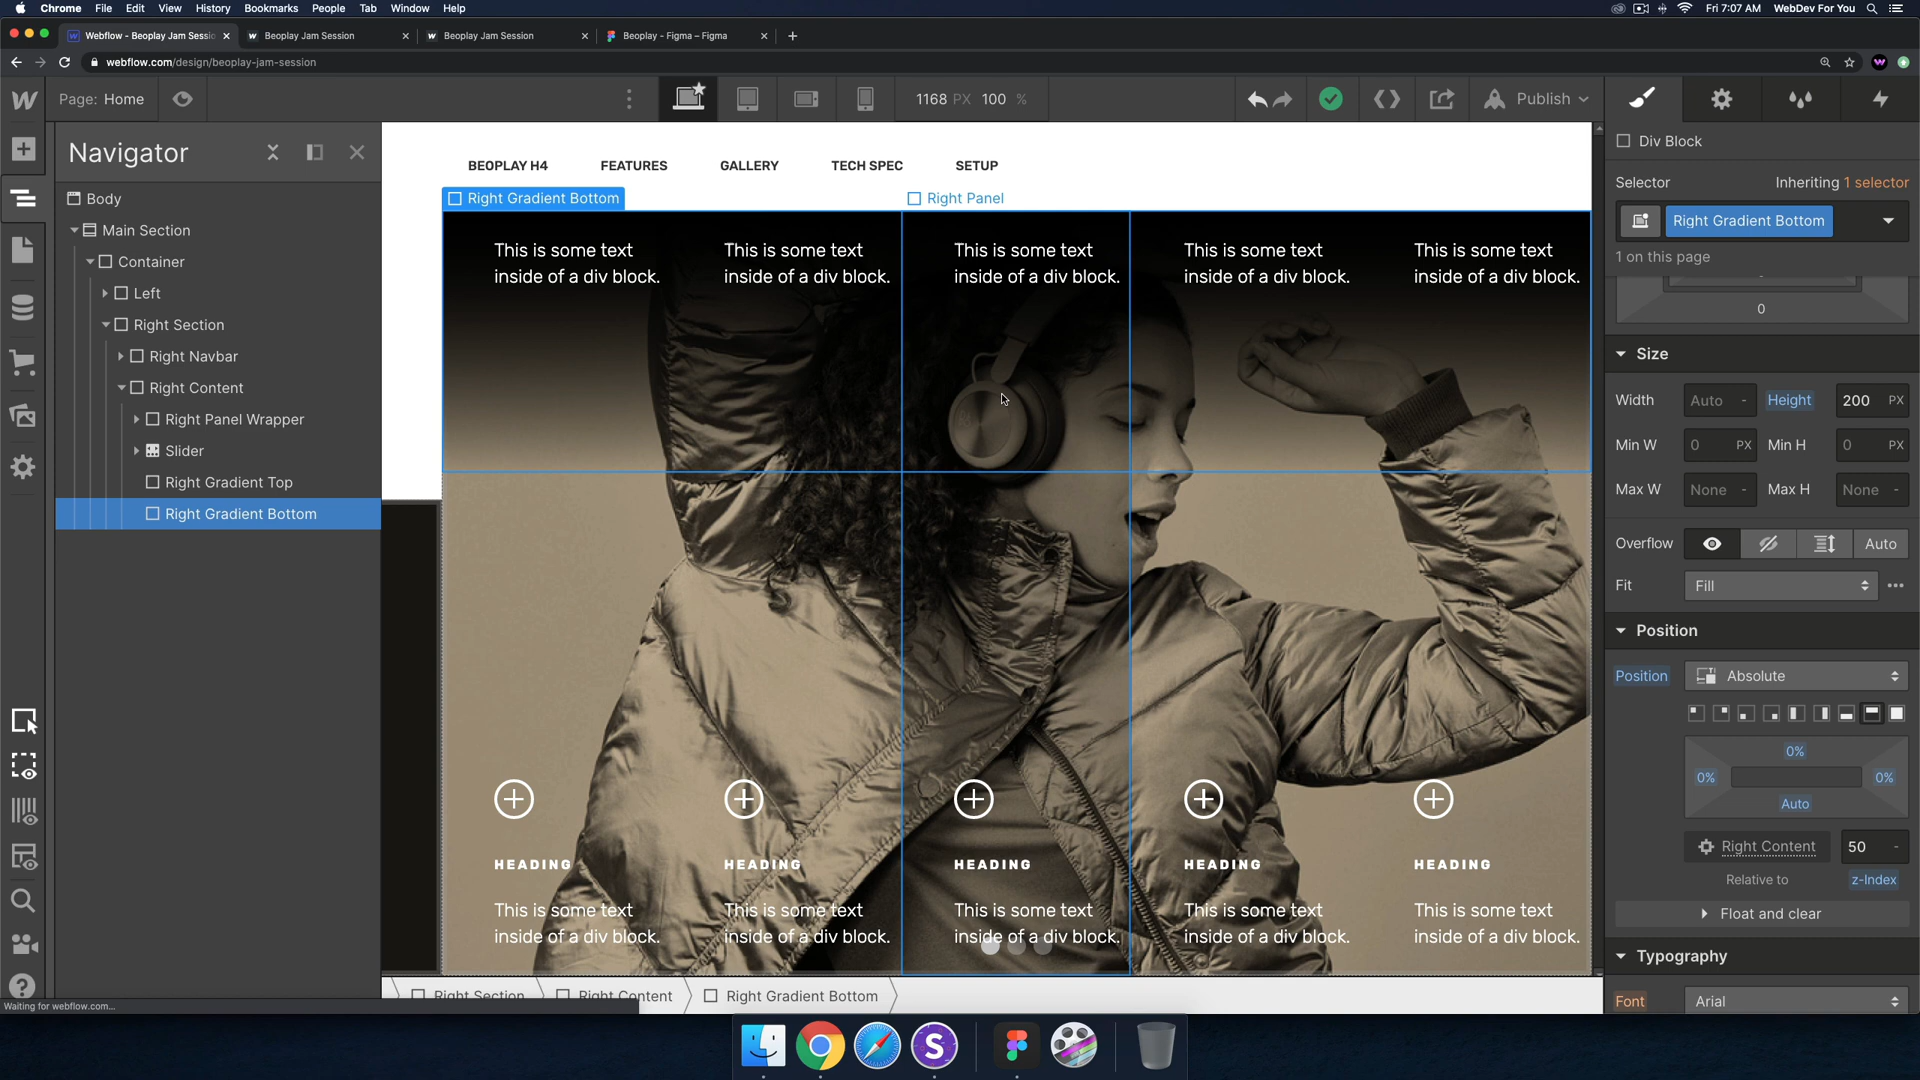 Chrome File Edit View History Bookmarks People Tab Window Help
Fri 7:07 AM WebDev For You
Webflow - Beoplay Jam Sessio
Beoplay Jam Session
Beoplay Jam Session
Beoplay - Figma – Figma
webflow.com/design/beoplay-jam-session
Page: Home
1168 PX 100 %
Publish
Navigator
Body
Main Section
Container
Left
Right Section
Right Navbar
Right Content
Right Panel Wrapper
Slider
Right Gradient Top
Right Gradient Bottom
BEOPLAY H4 FEATURES GALLERY TECH SPEC SETUP
Right Gradient Bottom
Right Panel
This is some text This is some text This is some text This is some text This is some text
inside of a div block. inside of a div block. inside of a div block. inside of a div block. inside of a div block.
HEADING HEADING HEADING HEADING HEADING
This is some text This is some text This is some text This is some text This is some text
inside of a div block. inside of a div block. inside of a div block. inside of a div block. inside of a div block.
Right Section Right Content Right Gradient Bottom
Waiting for webflow.com...
Div Block
Selector Inheriting 1 selector
Right Gradient Bottom
1 on this page
0
Size
Width Auto - Height 200 PX
Min W 0 PX Min H 0 PX
Max W None - Max H None -
Overflow Auto
Fit Fill
Position
Position Absolute
0%
0% 0%
Auto
Right Content 50 -
Relative to z-Index
Float and clear
Typography
Font Arial